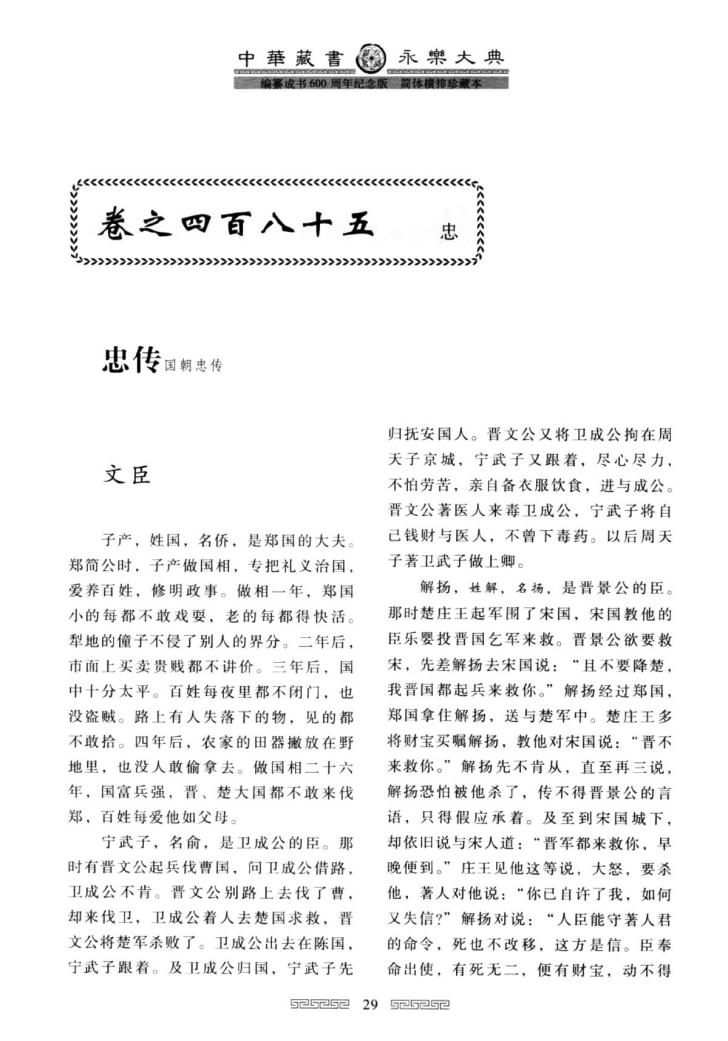 中華藏書 永樂大典
编纂成书600周年纪念版 简体横排珍藏本
卷之四百八十五 忠
忠传 国朝忠传
文臣
子产，姓国，名侨，是郑国的大夫。
郑简公时，子产做国相，专把礼义治国，
爱养百姓，修明政事。做相一年，郑国
小的每都不敢戏耍，老的每都得快活。
犁地的僮子不侵了别人的界分。二年后，
市面上买卖贵贱都不讲价。三年后，国
中十分太平。百姓每夜里都不闭门，也
没盗贼。路上有人失落下的物，见的都
不敢拾。四年后，农家的田器撇放在野
地里，也没人敢偷拿去。做国相二十六
年，国富兵强，晋、楚大国都不敢来伐
郑，百姓每爱他如父母。
宁武子，名俞，是卫成公的臣。那
时有晋文公起兵伐曹国，问卫成公借路，
卫成公不肯。晋文公别路上去伐了曹，
却来伐卫，卫成公着人去楚国求救，晋
文公将楚军杀败了。卫成公出去在陈国，
宁武子跟着。及卫成公归国，宁武子先
归抚安国人。晋文公又将卫成公拘在周
天子京城，宁武子又跟着，尽心尽力，
不怕劳苦，亲自备衣服饮食，进与成公。
晋文公著医人来毒卫成公，宁武子将自
己钱财与医人，不曾下毒药。以后周天
子著卫武子做上卿。
解扬，姓解，名扬，是晋景公的臣。
那时楚庄王起军围了宋国，宋国教他的
臣乐婴投晋国乞军来救。晋景公欲要救
宋，先差解扬去宋国说：“且不要降楚，
我晋国都起兵来救你。”解扬经过郑国，
郑国拿住解扬，送与楚军中。楚庄王多
将财宝买嘱解扬，教他对宋国说：“晋不
来救你。”解扬先不肯从，直至再三说，
解扬恐怕被他杀了，传不得晋景公的言
语，只得假应承着。及至到宋国城下，
却依旧说与宋人道：“晋军都来救你，早
晚便到。”庄王见他这等说，大怒，要杀
他，著人对他说：“你已自许了我，如何
又失信?”解扬对说：“人臣能守著人君
的命令，死也不改移，这方是信。臣奉
命出使，有死无二，便有财宝，动不得
29